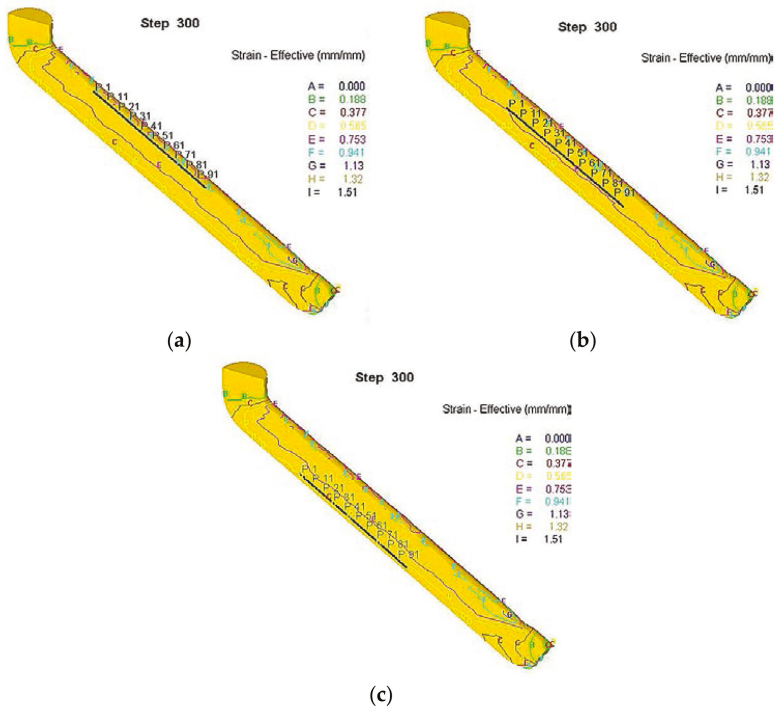 Step 300
Strain - Effective (mm/mm)
A = 0.000
B = 0.188
C = 0.377
D = 0.565
E = 0.753
F = 0.941
G = 1.13
H = 1.32
I = 1.51
B B C E
P 1
P 11
P 21
P 31
P 41
P 51
P 61
P 71
P 81
P 91
C
E
E
G
C C B
(a)
Step 300
Strain - Effective (mm/mm)
A = 0.000
B = 0.188
C = 0.377
D = 0.565
E = 0.753
F = 0.941
G = 1.13
H = 1.32
I = 1.51
B B C E
P 1
P 11
P 21
P 31
P 41
P 51
P 61
P 71
P 81
P 91
C
E
G
C C B
(b)
Step 300
Strain - Effective (mm/mm)
A = 0.000
B = 0.188
C = 0.377
D = 0.565
E = 0.753
F = 0.941
G = 1.13
H = 1.32
I = 1.51
B B C E
P 1
P 11
P 21
P 31
P 41
P 51
P 61
P 71
P 81
P 91
E
E
G
C C B
(c)